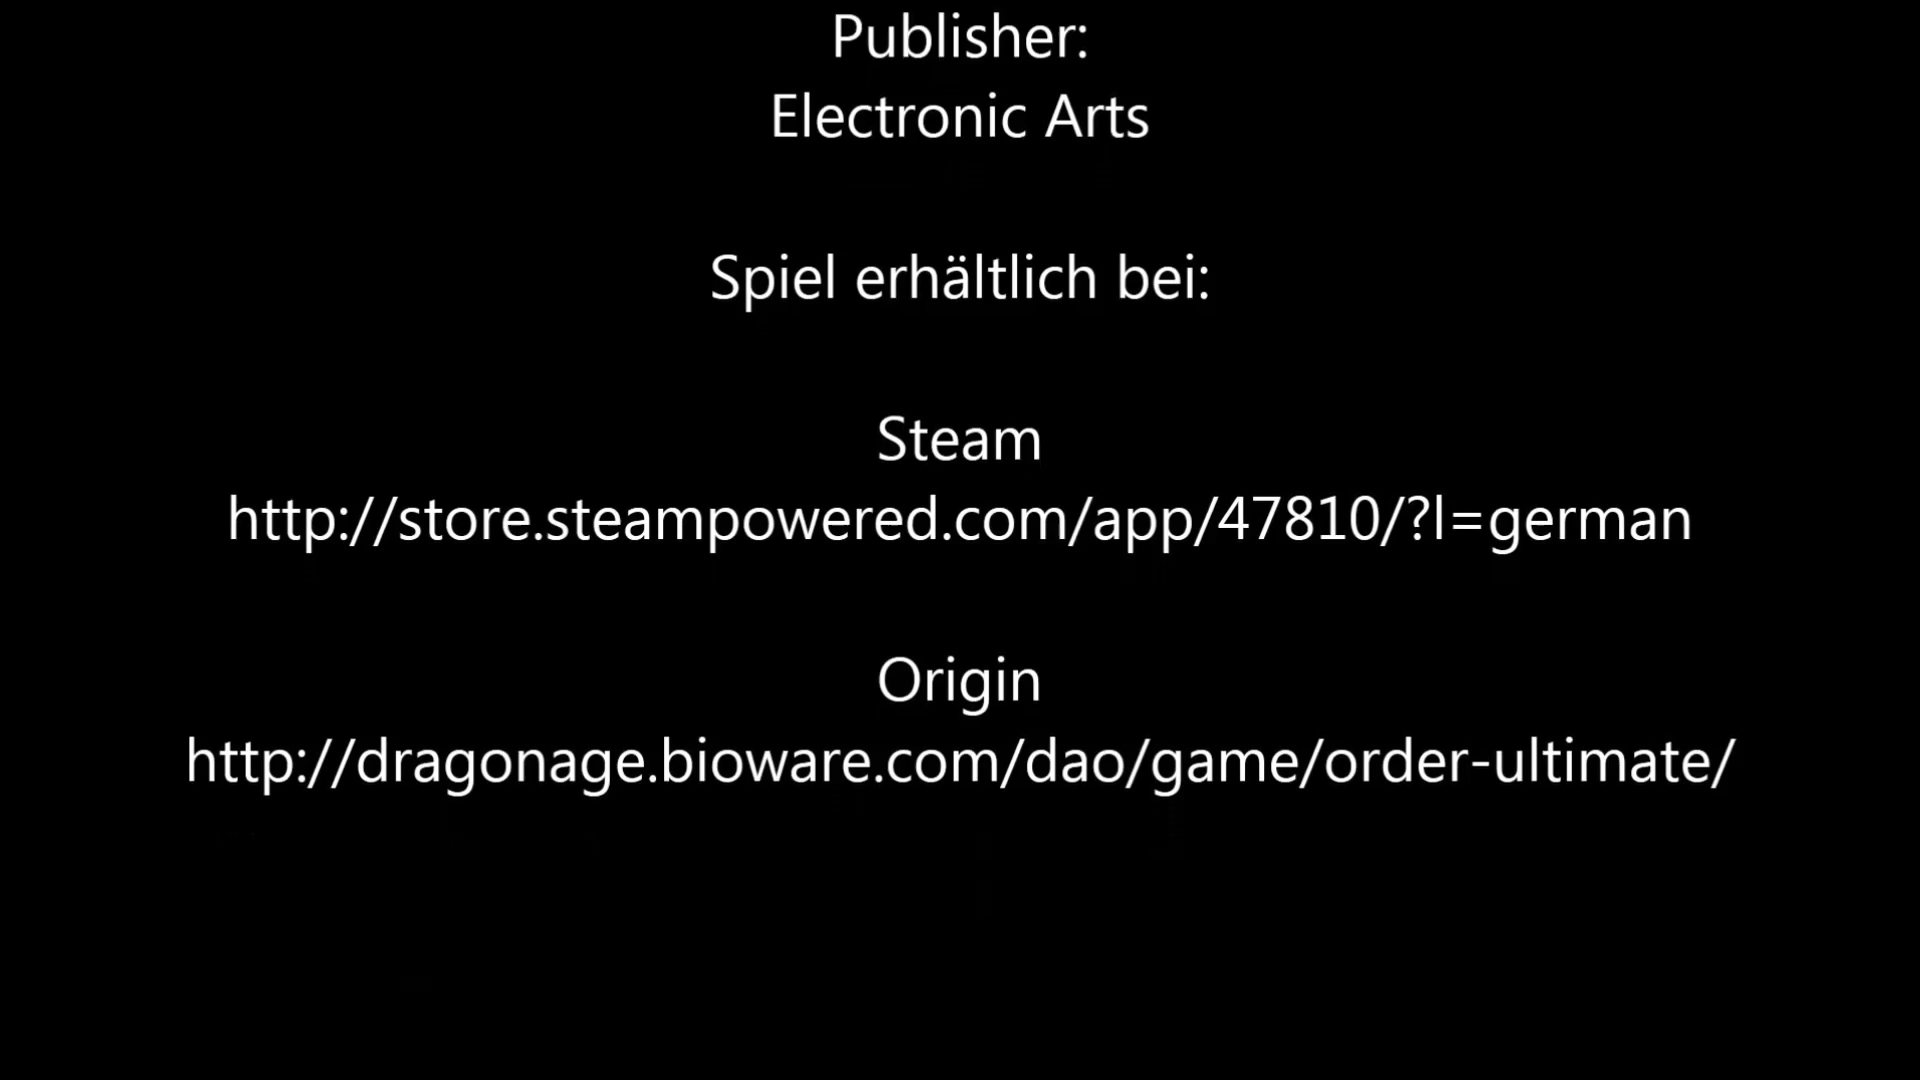 Publisher:
Electronic Arts
Spiel erhältlich bei:
Steam
http://store.steampowered.com/app/47810/?l=german
Origin
http://dragonage.bioware.com/dao/game/order-ultimate/